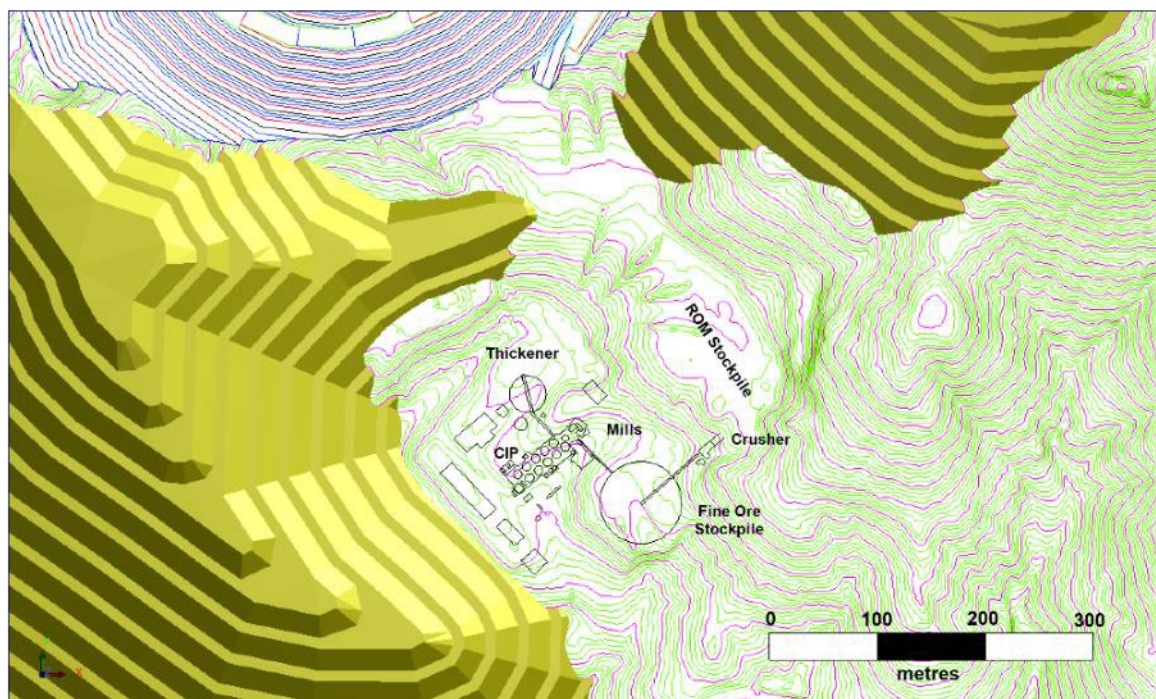 ROM Stockpile
Thickener
Mills
Crusher
CIP
Fine Ore
Stockpile
0 100 200 300
metres
X